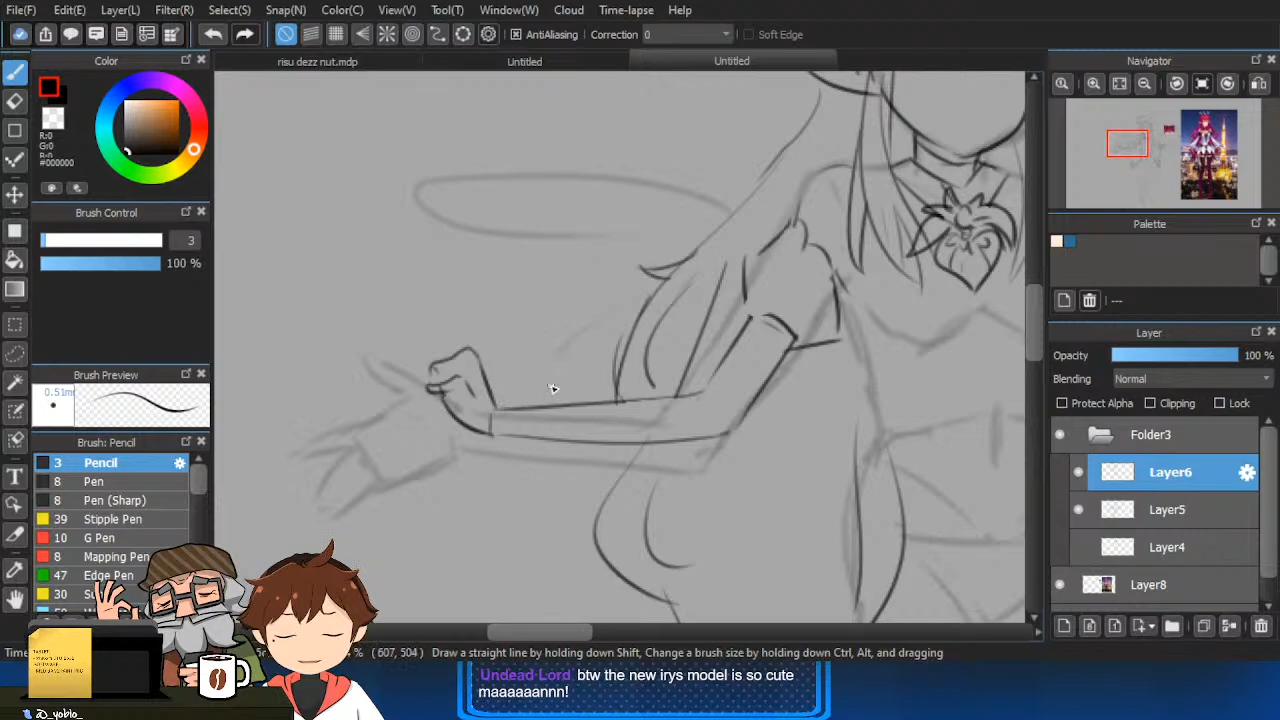 File(F) Edit(E) Layer(L) Filter(R) Select(S) Snap(N) Color(C) View(V) Tool(T) Window(W) Cloud Time-lapse Help
AntiAliasing Correction 0 Soft Edge
Color
risu dezz nut.mdp Untitled Untitled
Navigator
R:0
G:0
#000000
Brush Control
3
100 %
Palette
---
Layer
Opacity 100 %
Blending Normal
Protect Alpha Clipping Lock
Folder3
Layer6
Layer5
Layer4
Layer8
Brush Preview
0.51mm
Brush: Pencil
3 Pencil
8 Pen
8 Pen (Sharp)
39 Stipple Pen
10 G Pen
8 Mapping Pen
47 Edge Pen
30
% (607, 504) Draw a straight line by holding down Shift, Change a brush size by holding down Ctrl, Alt, and dragging
Undead Lord btw the new irys model is so cute
maaaaaannn!